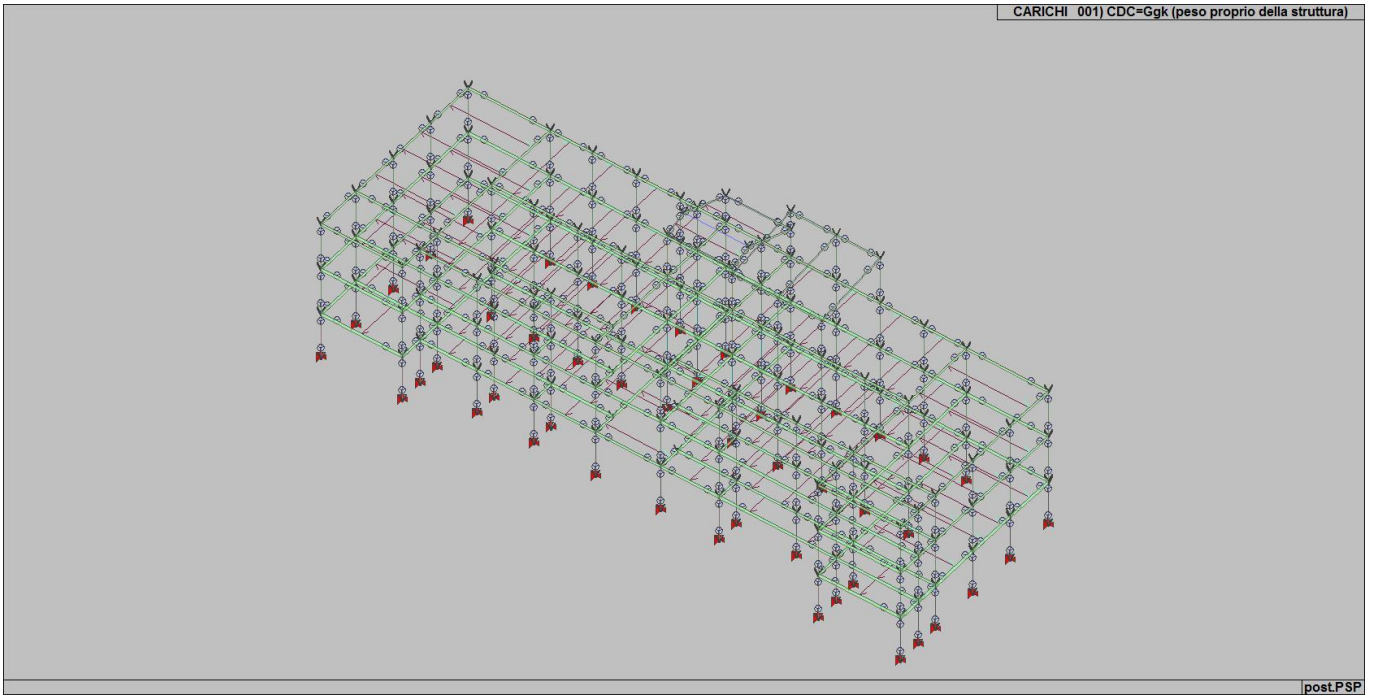 CARICHI 001) CDC=Ggk (peso proprio della struttura)
post.PSP